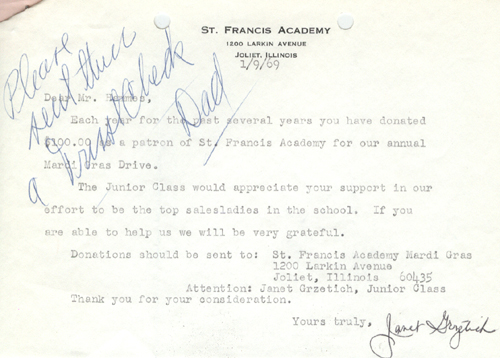 ST. FRANCIS ACADEMY
1200 LARKIN AVENUE
JOLIET, ILLINOIS
1/9/69
Please
send them
a Trust Check
Dad
Dear Mr. Hammes,
Each year for the past several years you have donated
$100.00 as a patron of St. Francis Academy for our annual
Mardi Gras Drive.
The Junior Class would appreciate your support in our
effort to be the top salesladies in the school. If you
are able to help us we will be very grateful.
Donations should be sent to: St. Francis Academy Mardi Gras
1200 Larkin Avenue
Joliet, Illinois 60435
Attention: Janet Grzetich, Junior Class
Thank you for your consideration.
Yours truly, Janet Grzetich